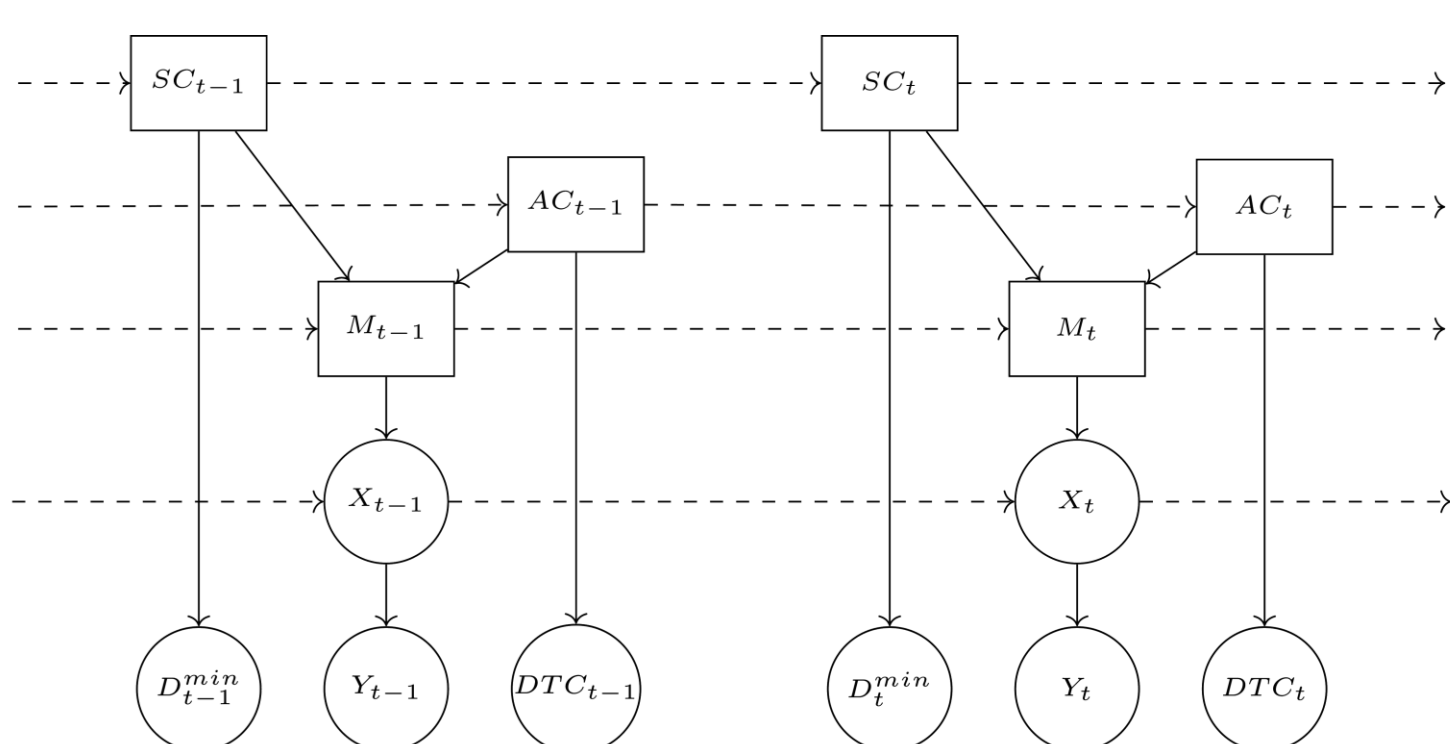 SC_{t-1}
SC_t
AC_{t-1}
AC_t
M_{t-1}
M_t
X_{t-1}
X_t
D_{t-1}^{min}
Y_{t-1}
DTC_{t-1}
D_t^{min}
Y_t
DTC_t